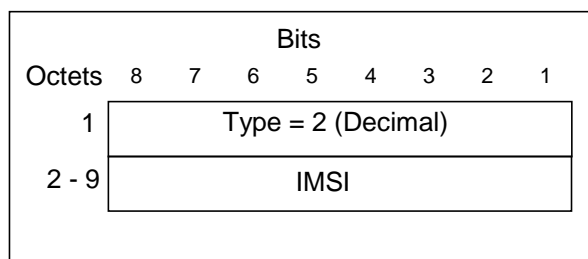 Bits
Octets 8 7 6 5 4 3 2 1
1 Type = 2 (Decimal)
2 - 9 IMSI